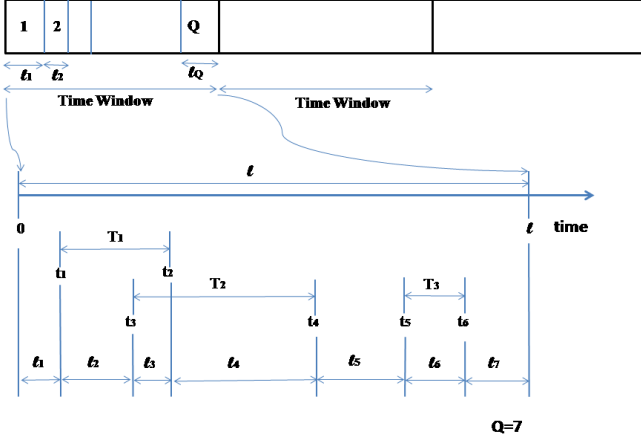 1 2 Q
ℓ1 ℓ2 ℓQ
Time Window
Time Window
ℓ
0 ℓ time
T1
t1 t2
T2 T3
t3 t4 t5 t6
ℓ1 ℓ2 ℓ3 ℓ4 ℓ5 ℓ6 ℓ7
Q=7